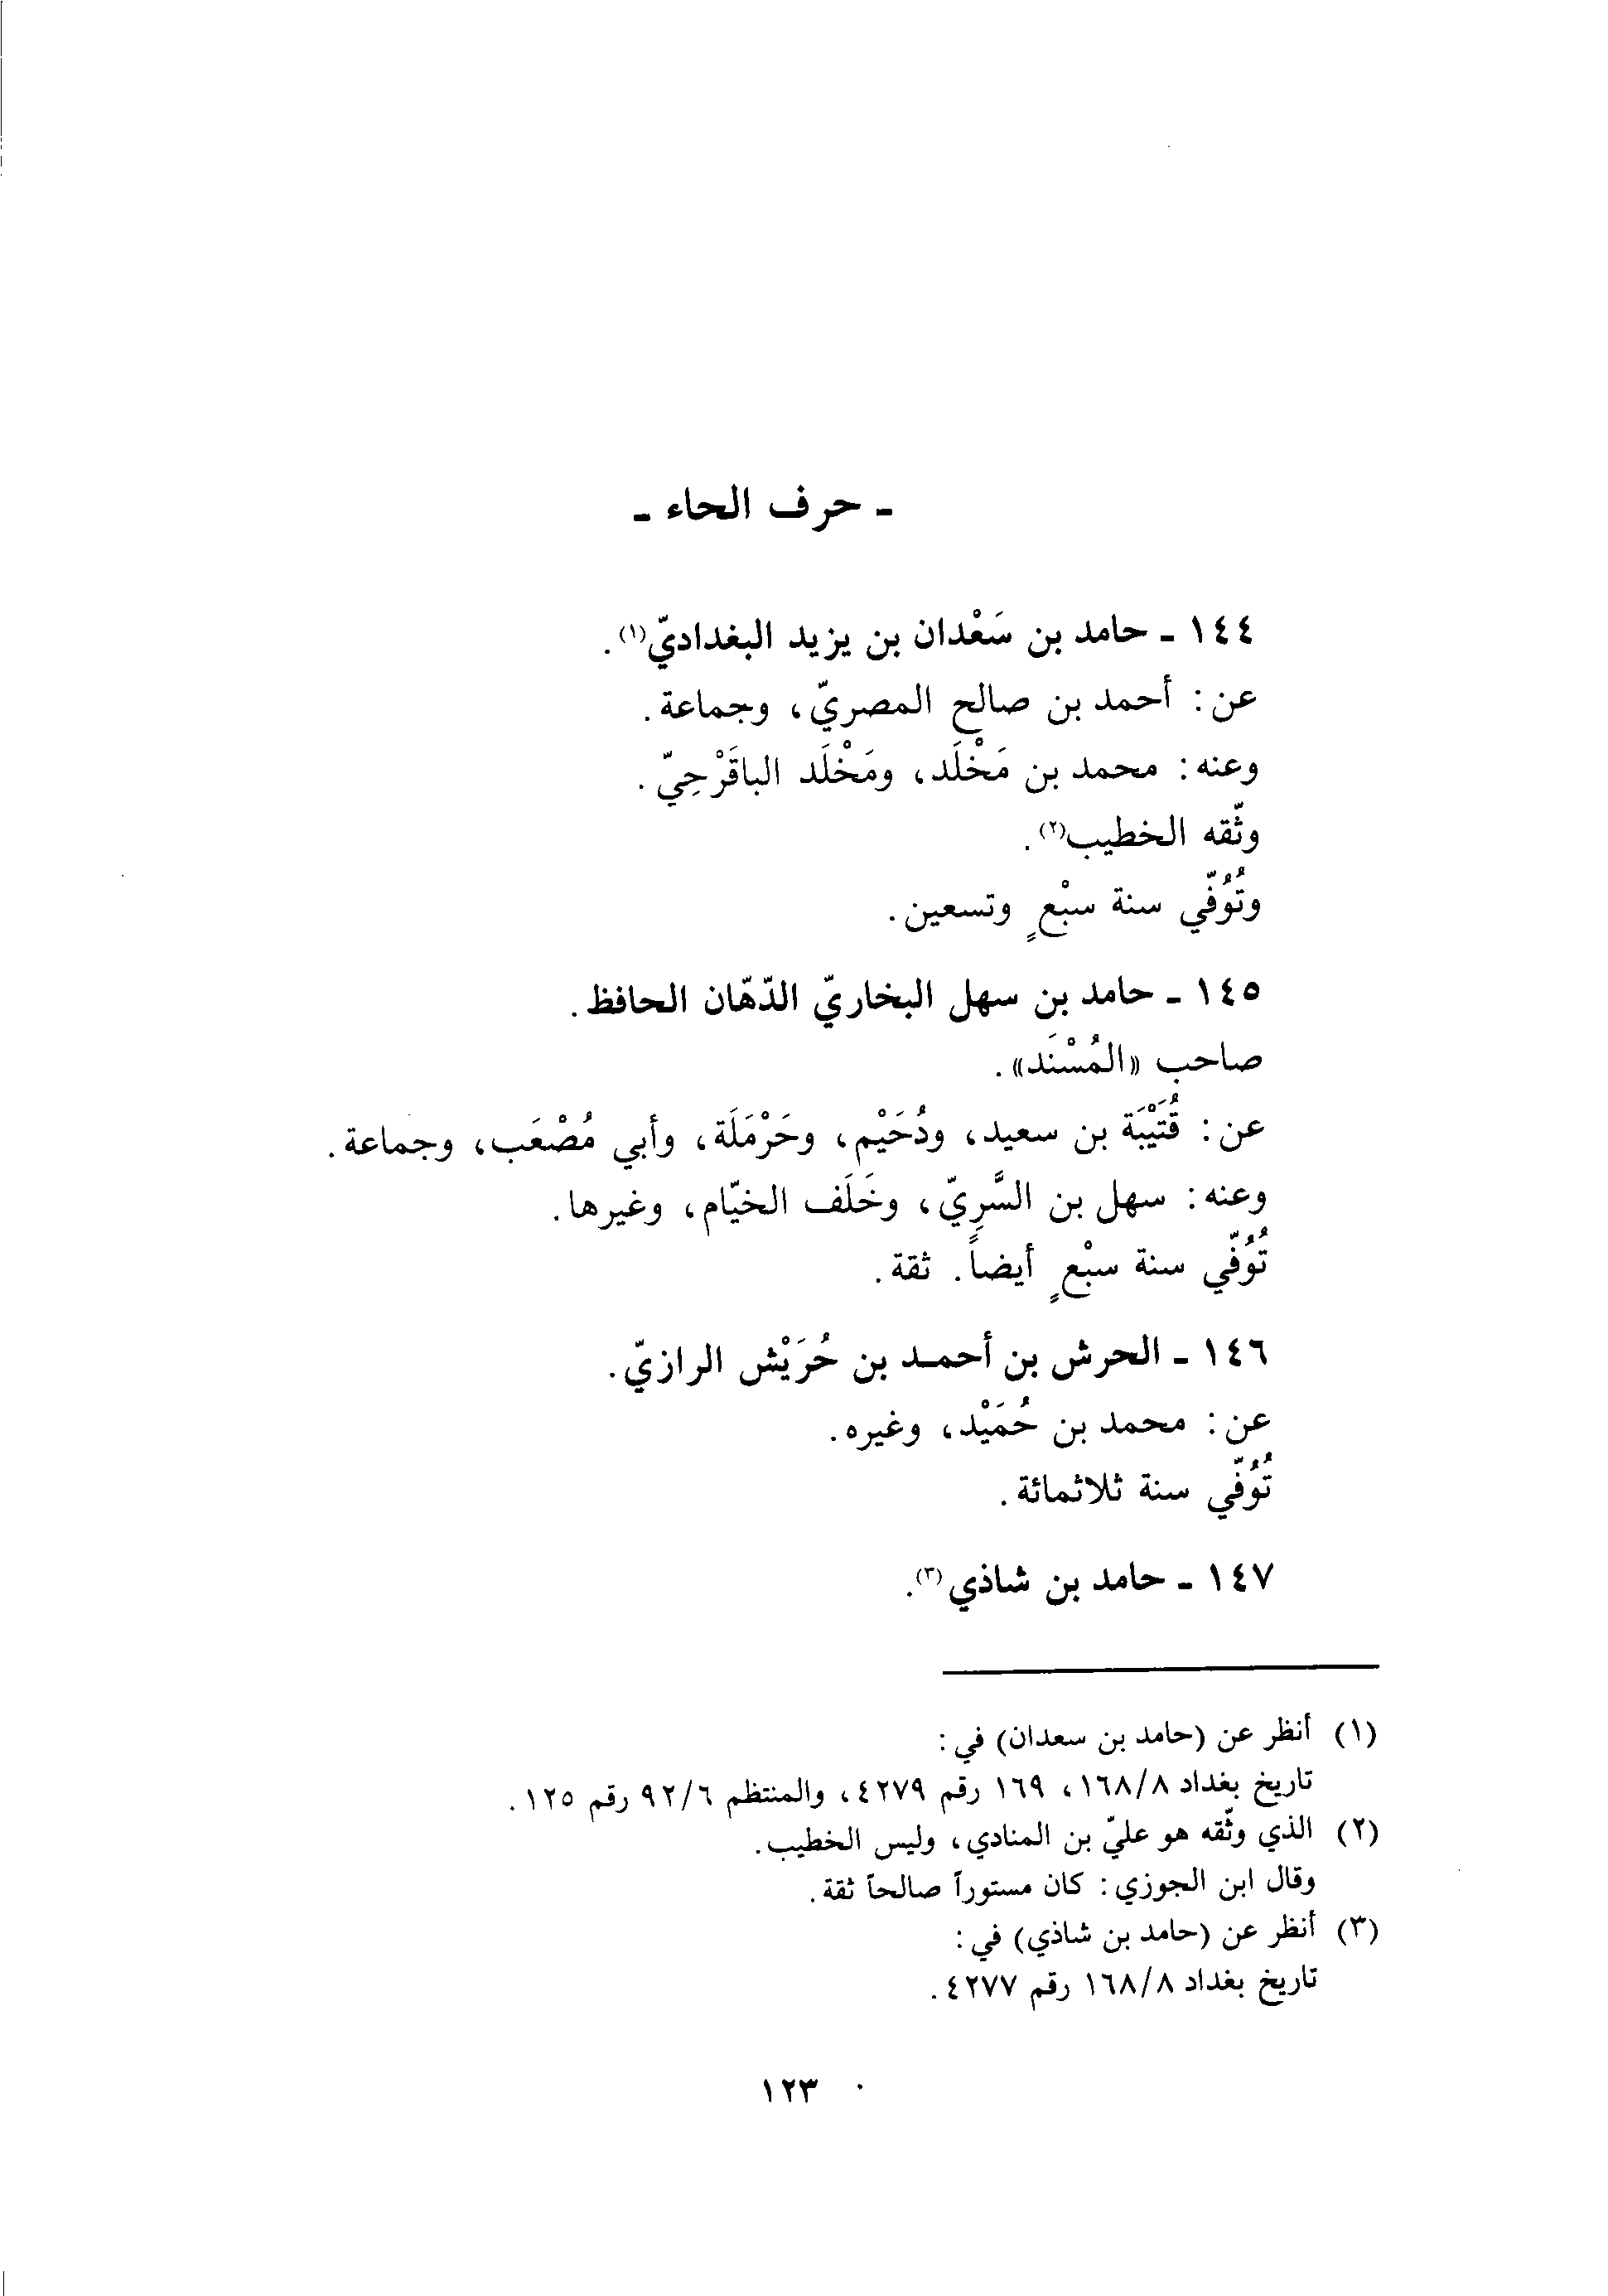 - حرف الحاء -
١٤٤ - حامد بن سَعْدان بن يزيد البغداديّ(١).
عن: أحمد بن صالح المصريّ، وجماعة.
وعنه: محمد بن مَخْلَد، ومَخْلَد الباقَرْحِيّ.
وثّقه الخطيب(٢).
وتُوُفّي سنة سبْعٍ وتسعين.
١٤٥ - حامد بن سهل البخاريّ الدّهّان الحافظ.
صاحب «المُسْنَد».
عن: قُتَيْبَة بن سعيد، ودُحَيْم، وحَرْمَلَة، وأبي مُصْعَب، وجماعة.
وعنه: سهل بن السَّرِيّ، وخَلَف الخيّام، وغيرها.
تُوُفّي سنة سبْعٍ أيضاً. ثقة.
١٤٦ - الحرش بن أحمد بن حُرَيْش الرازيّ.
عن: محمد بن حُمَيْد، وغيره.
تُوُفّي سنة ثلاثمائة.
١٤٧ - حامد بن شاذي(٣).
(١) أنظر عن (حامد بن سعدان) في:
تاريخ بغداد ١٦٨/٨، ١٦٩ رقم ٤٢٧٩، والمنتظم ٩٢/٦ رقم ١٢٥.
(٢) الذي وثّقه هو عليّ بن المنادي، وليس الخطيب.
وقال ابن الجوزي: كان مستوراً صالحاً ثقة.
(٣) أنظر عن (حامد بن شاذي) في:
تاريخ بغداد ١٦٨/٨ رقم ٤٢٧٧.
١٢٣